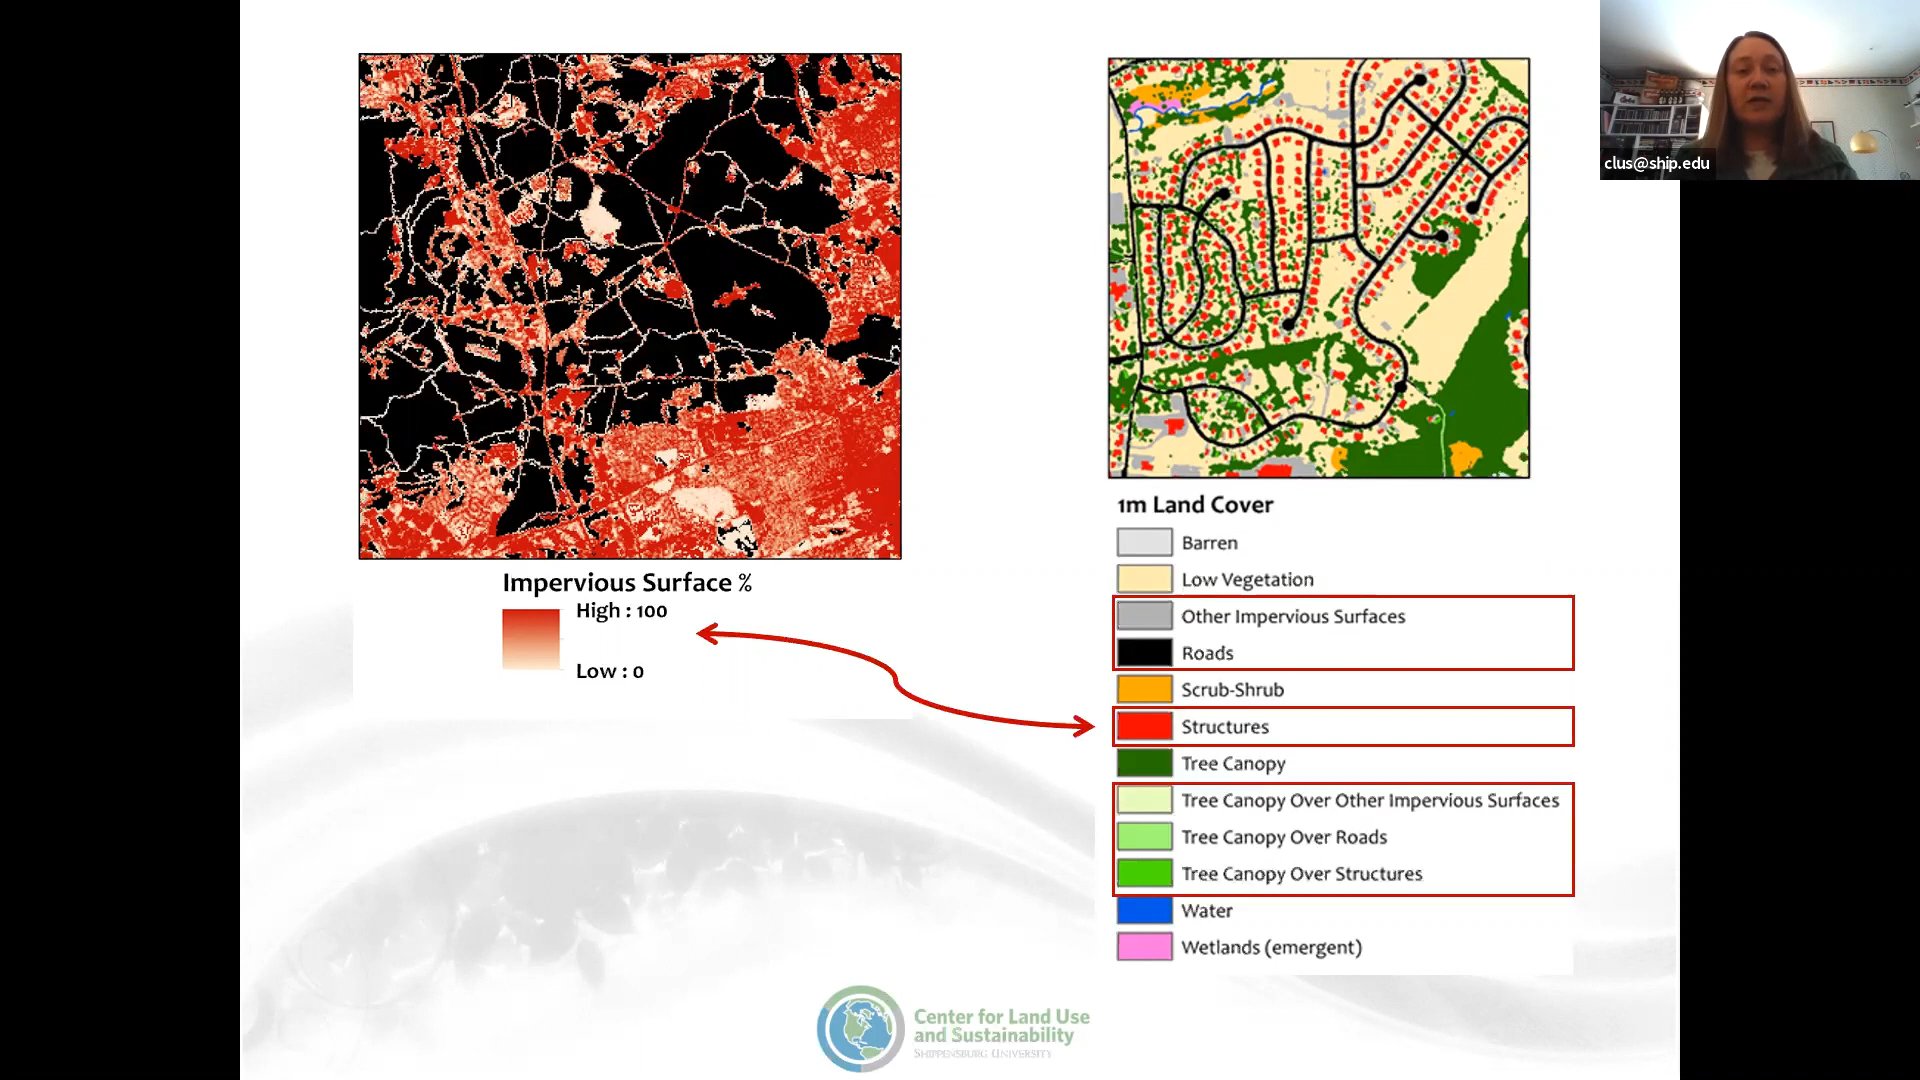 clus@ship.edu
Impervious Surface %
High : 100
Low : 0
1m Land Cover
Barren
Low Vegetation
Other Impervious Surfaces
Roads
Scrub-Shrub
Structures
Tree Canopy
Tree Canopy Over Other Impervious Surfaces
Tree Canopy Over Roads
Tree Canopy Over Structures
Water
Wetlands (emergent)
Center for Land Use
and Sustainability
Shippensburg University